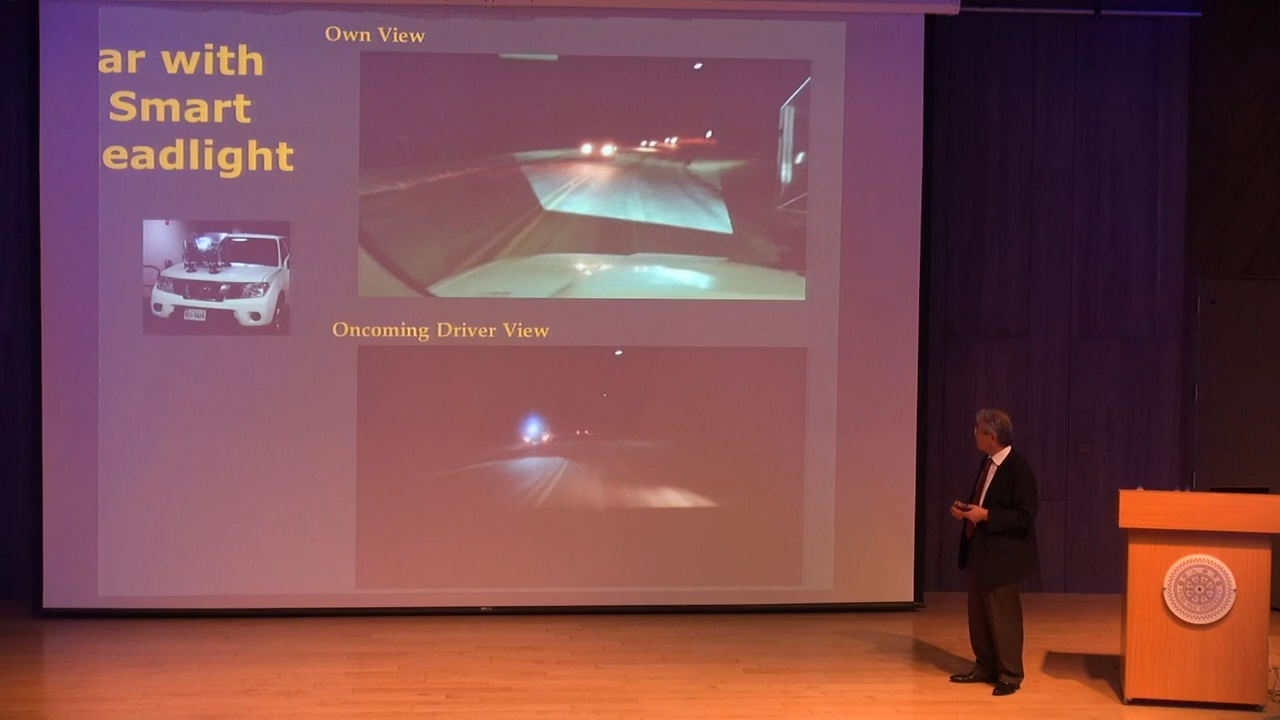 ar with
Smart
eadlight
Own View
Oncoming Driver View